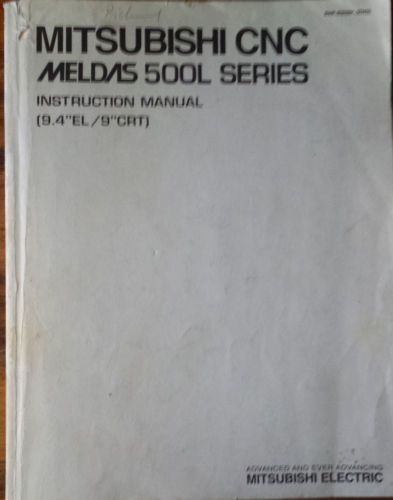 MITSUBISHI CNC
MELDAS 500L SERIES
INSTRUCTION MANUAL
(9.4"EL/9"CRT)
ADVANCED AND EVER ADVANCING
MITSUBISHI ELECTRIC